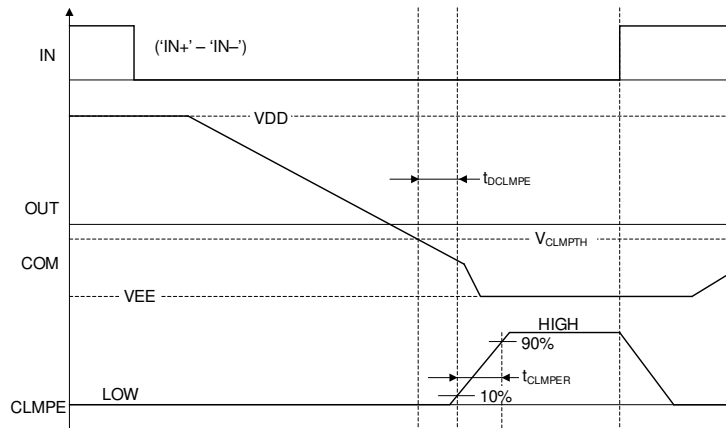 IN
('IN+' – 'IN–')
VDD
tDCLMPE
OUT
VCLMPTH
COM
VEE
HIGH
90%
tCLMPER
LOW
10%
CLMPE